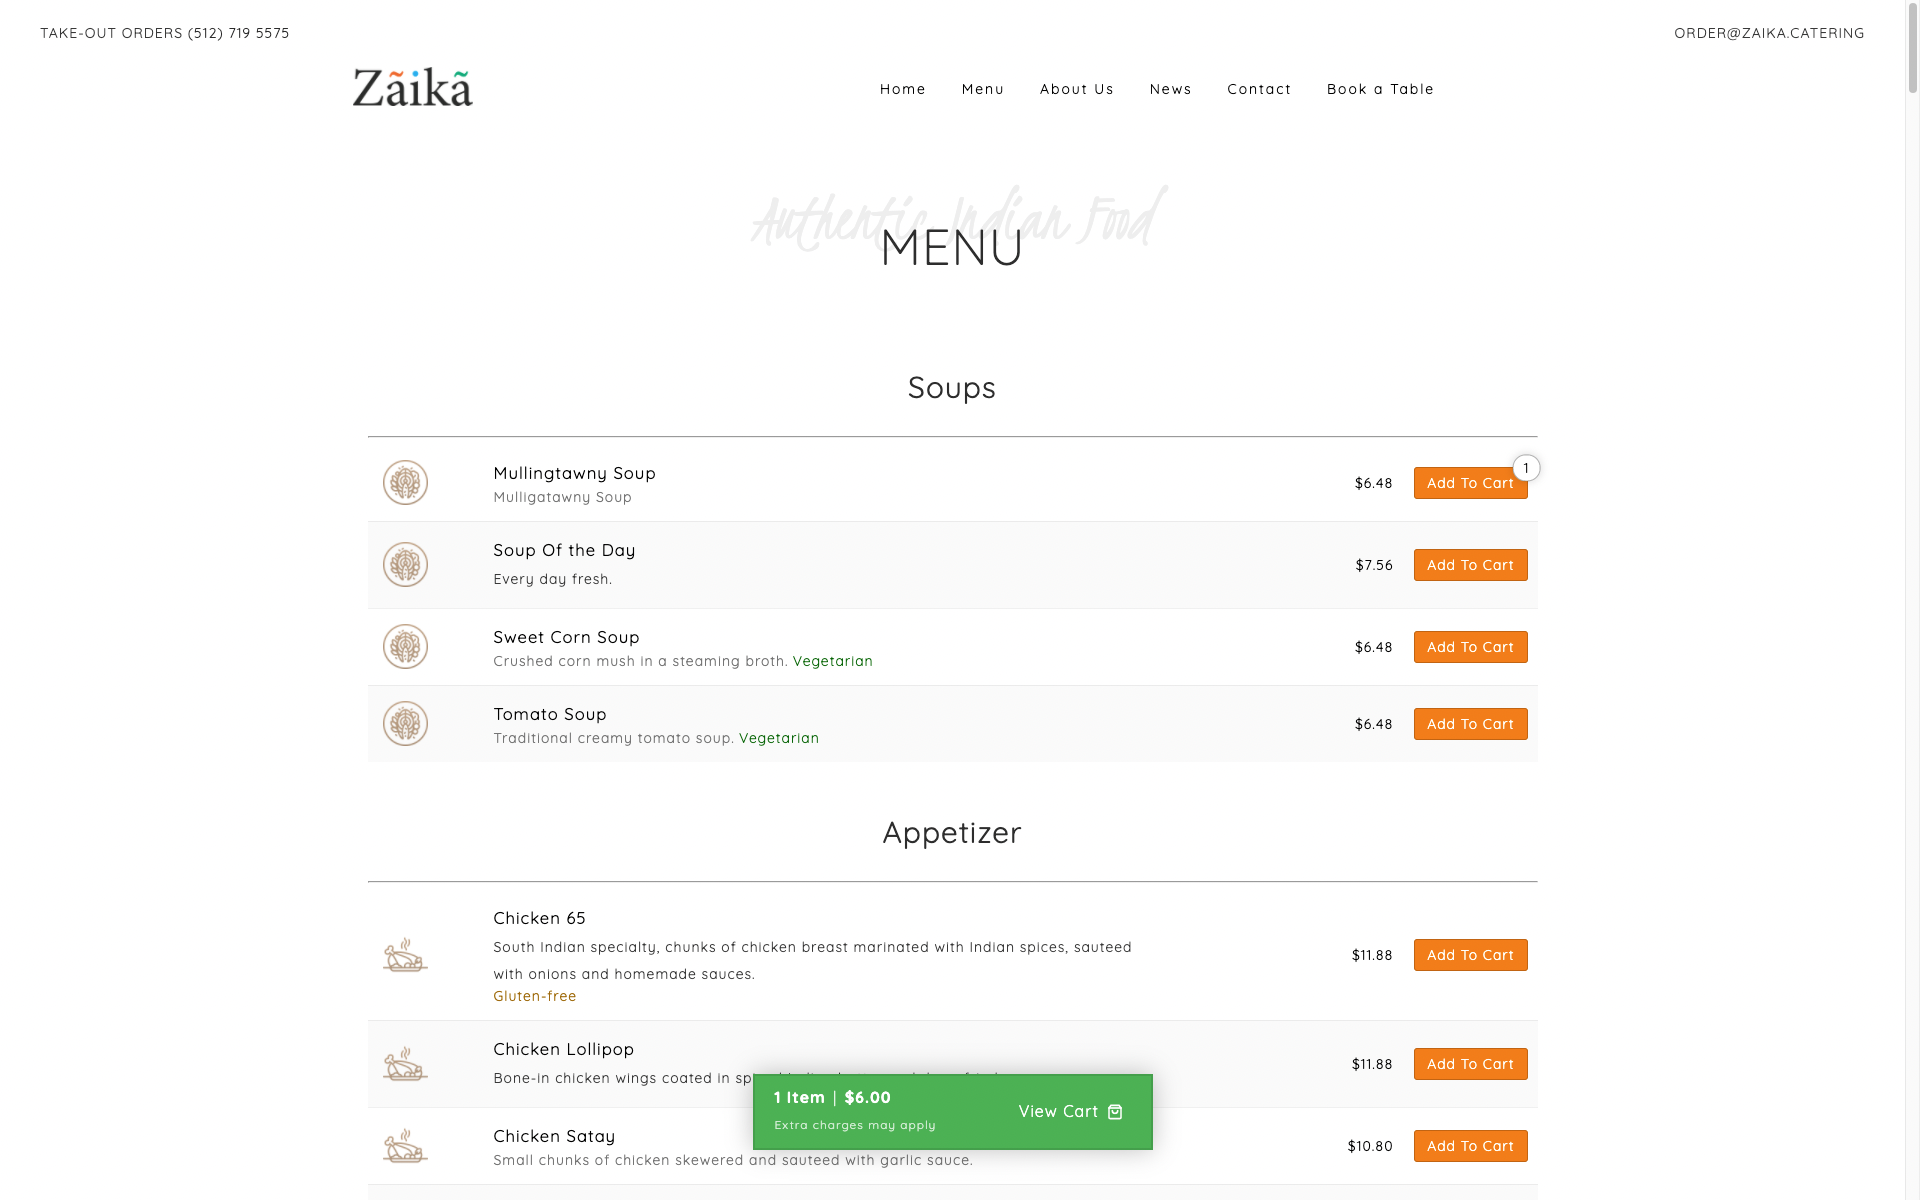 TAKE-OUT ORDERS (512) 719 5575
ORDER@ZAIKA.CATERING
Zãikã
Home Menu About Us News Contact Book a Table
Authentic Indian Food
MENU
Soups
Mullingtawny Soup
Mulligatawny Soup
$6.48
Add To Cart
1
Soup Of the Day
Every day fresh.
$7.56
Add To Cart
Sweet Corn Soup
Crushed corn mush in a steaming broth. Vegetarian
$6.48
Add To Cart
Tomato Soup
Traditional creamy tomato soup. Vegetarian
$6.48
Add To Cart
Appetizer
Chicken 65
South Indian specialty, chunks of chicken breast marinated with Indian spices, sauteed
with onions and homemade sauces.
Gluten-free
$11.88
Add To Cart
Chicken Lollipop
Bone-in chicken wings coated in
$11.88
Add To Cart
Chicken Satay
Small chunks of chicken skewered and sauteed with garlic sauce.
$10.80
Add To Cart
1 Item | $6.00
Extra charges may apply
View Cart